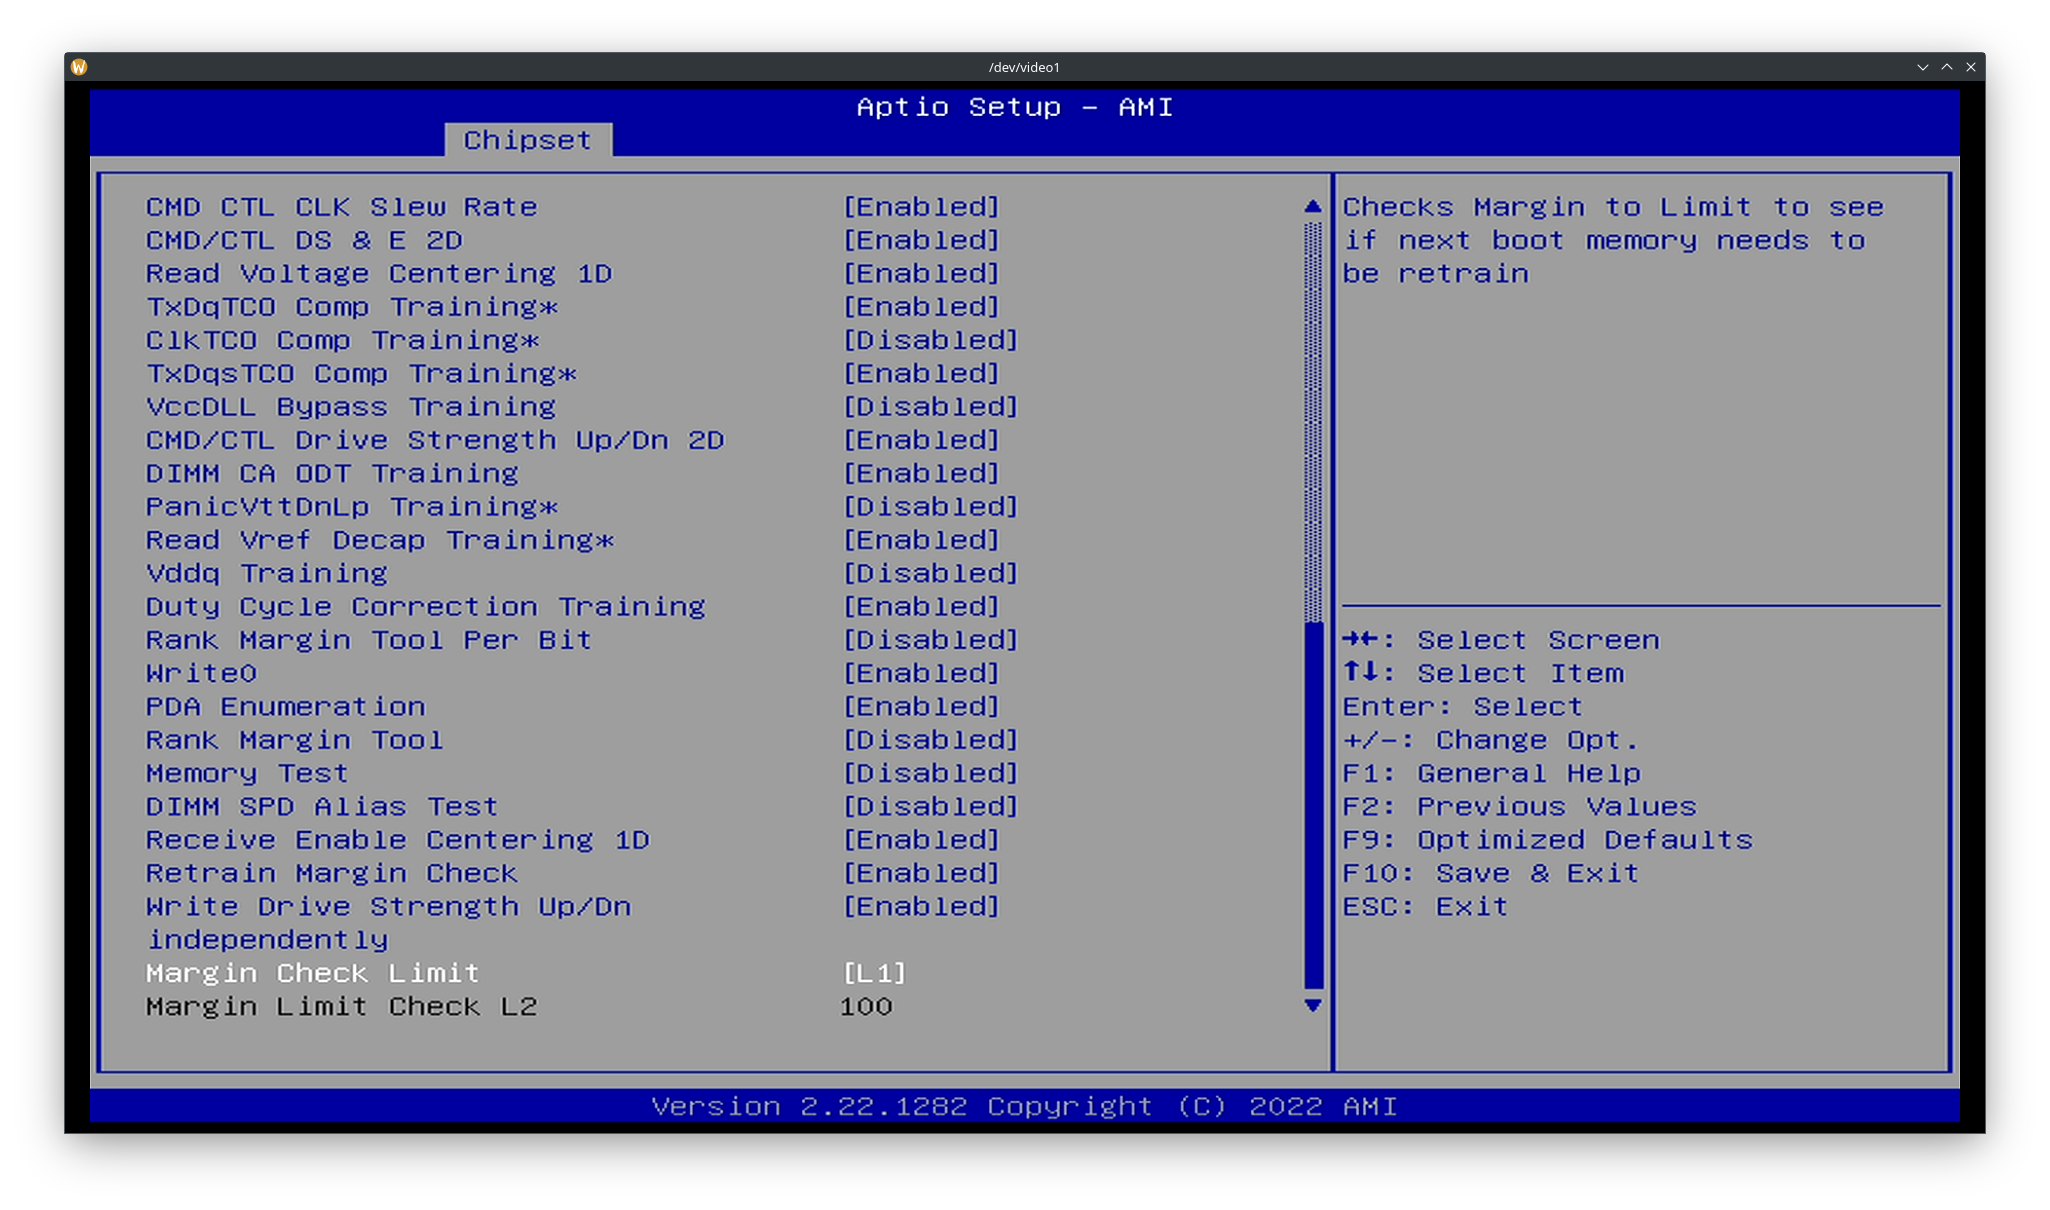 /dev/video1
Aptio Setup - AMI
Chipset
CMD CTL CLK Slew Rate [Enabled]
CMD/CTL DS & E 2D [Enabled]
Read Voltage Centering 1D [Enabled]
TxDqTCO Comp Training* [Enabled]
ClkTCO Comp Training* [Disabled]
TxDqsTCO Comp Training* [Enabled]
VccDLL Bypass Training [Disabled]
CMD/CTL Drive Strength Up/Dn 2D [Enabled]
DIMM CA ODT Training [Enabled]
PanicVttDnLp Training* [Disabled]
Read Vref Decap Training* [Enabled]
Vddq Training [Disabled]
Duty Cycle Correction Training [Enabled]
Rank Margin Tool Per Bit [Disabled]
Write0 [Enabled]
PDA Enumeration [Enabled]
Rank Margin Tool [Disabled]
Memory Test [Disabled]
DIMM SPD Alias Test [Disabled]
Receive Enable Centering 1D [Enabled]
Retrain Margin Check [Enabled]
Write Drive Strength Up/Dn [Enabled]
independently
Margin Check Limit [L1]
Margin Limit Check L2 100
Checks Margin to Limit to see
if next boot memory needs to
be retrain
→←: Select Screen
↑↓: Select Item
Enter: Select
+/-: Change Opt.
F1: General Help
F2: Previous Values
F9: Optimized Defaults
F10: Save & Exit
ESC: Exit
Version 2.22.1282 Copyright (C) 2022 AMI